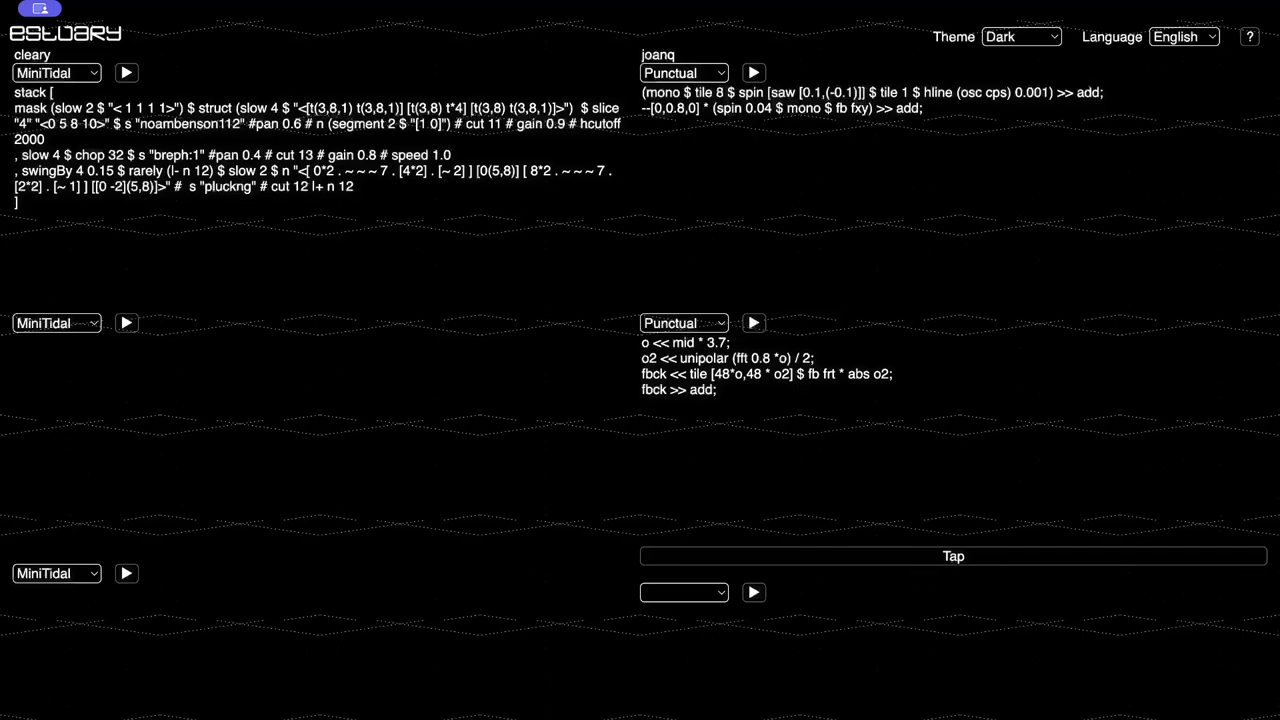 ESTUARY
Theme Dark Language English ?
cleary
MiniTidal
stack [
mask (slow 2 $ "< 1 1 1 1>") $ struct (slow 4 $ "<[t(3,8,1) t(3,8,1)] [t(3,8) t*4] [t(3,8) t(3,8,1)]>")  $ slice
"4" "<0 5 8 10>" $ s "noambenson112" #pan 0.6 # n (segment 2 $ "[1 0]") # cut 11 # gain 0.9 # hcutoff
2000
, slow 4 $ chop 32 $ s "breph:1" #pan 0.4 # cut 13 # gain 0.8 # speed 1.0
, swingBy 4 0.15 $ rarely (|- n 12) $ slow 2 $ n "<[ 0*2 . ~ ~ ~ 7 . [4*2] . [~ 2] ] [0(5,8)] [ 8*2 . ~ ~ ~ 7 .
[2*2] . [~ 1] ] [[0 -2](5,8)]>" #  s "pluckng" # cut 12 |+ n 12
]
joanq
Punctual
(mono $ tile 8 $ spin [saw [0.1,(-0.1)]] $ tile 1 $ hline (osc cps) 0.001) >> add;
--[0,0.8,0] * (spin 0.04 $ mono $ fb fxy) >> add;
MiniTidal
Punctual
o << mid * 3.7;
o2 << unipolar (fft 0.8 *o) / 2;
fbck << tile [48*o,48 * o2] $ fb frt * abs o2;
fbck >> add;
MiniTidal
Tap